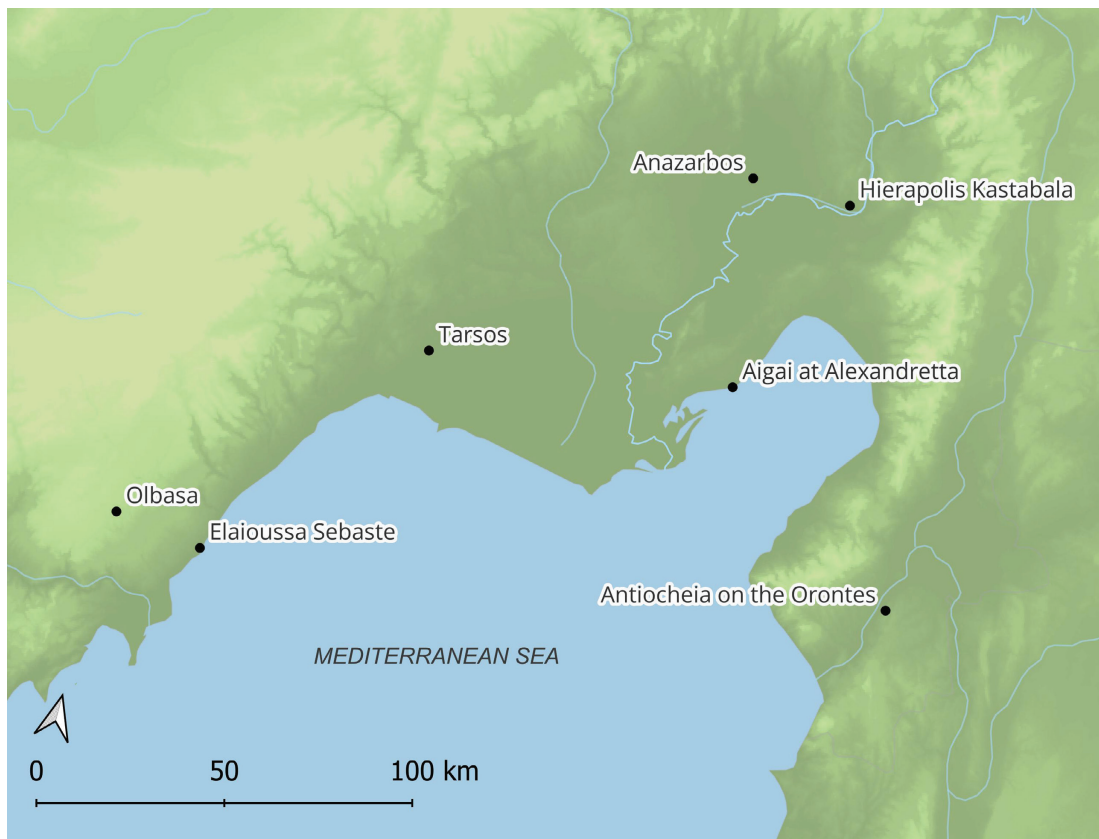 Anazarbos
Hierapolis Kastabala
Tarsos
Aigai at Alexandretta
Olbasa
Elaioussa Sebaste
Antiocheia on the Orontes
MEDITERRANEAN SEA
0 50 100 km